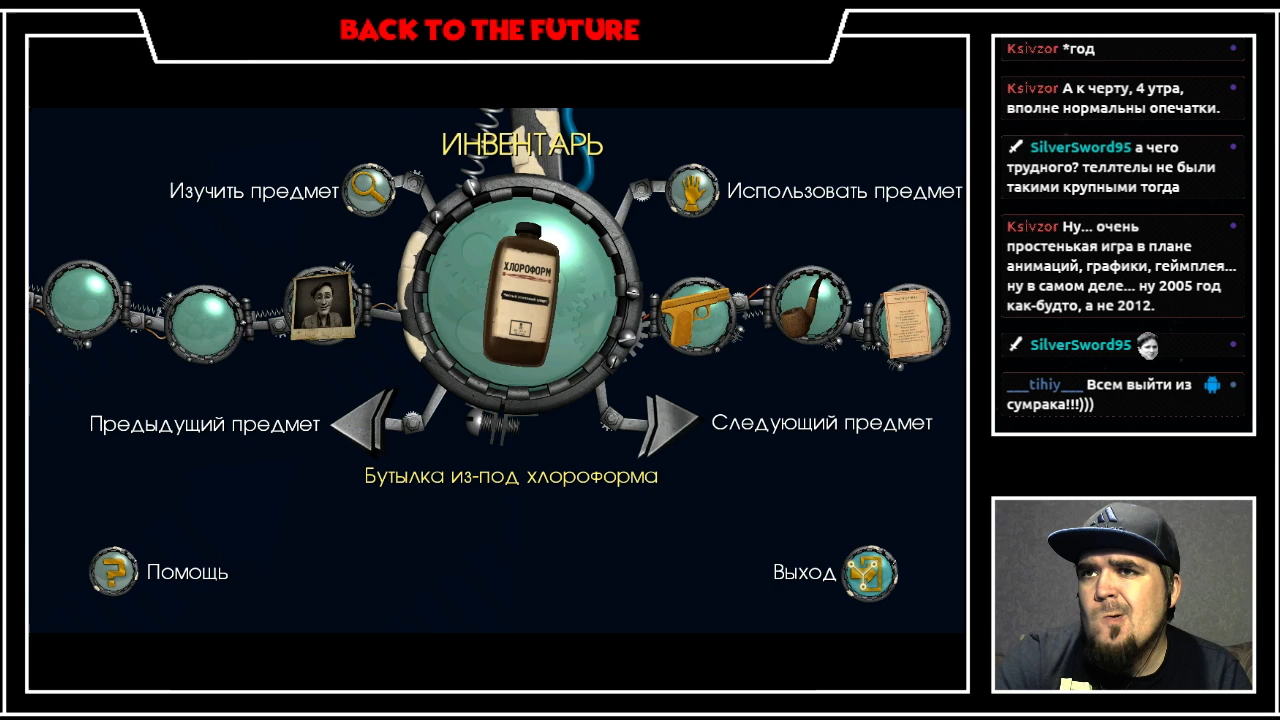 BACK TO THE FUTURE
ИНВЕНТАРЬ
Изучить предмет
Использовать предмет
ХЛОРОФОРМ
Предыдущий предмет
Следующий предмет
Бутылка из-под хлороформа
Помощь
Выход
Ksivzor *год
Ksivzor А к черту, 4 утра,
вполне нормальны опечатки.
SilverSword95 а чего
трудного? теллтелы не были
такими крупными тогда
Ksivzor Ну... очень
простенькая игра в плане
анимаций, графики, геймплея...
ну в самом деле... ну 2005 год
как-будто, а не 2012.
SilverSword95
___tihiy___ Всем выйти из
сумрака!!!)))